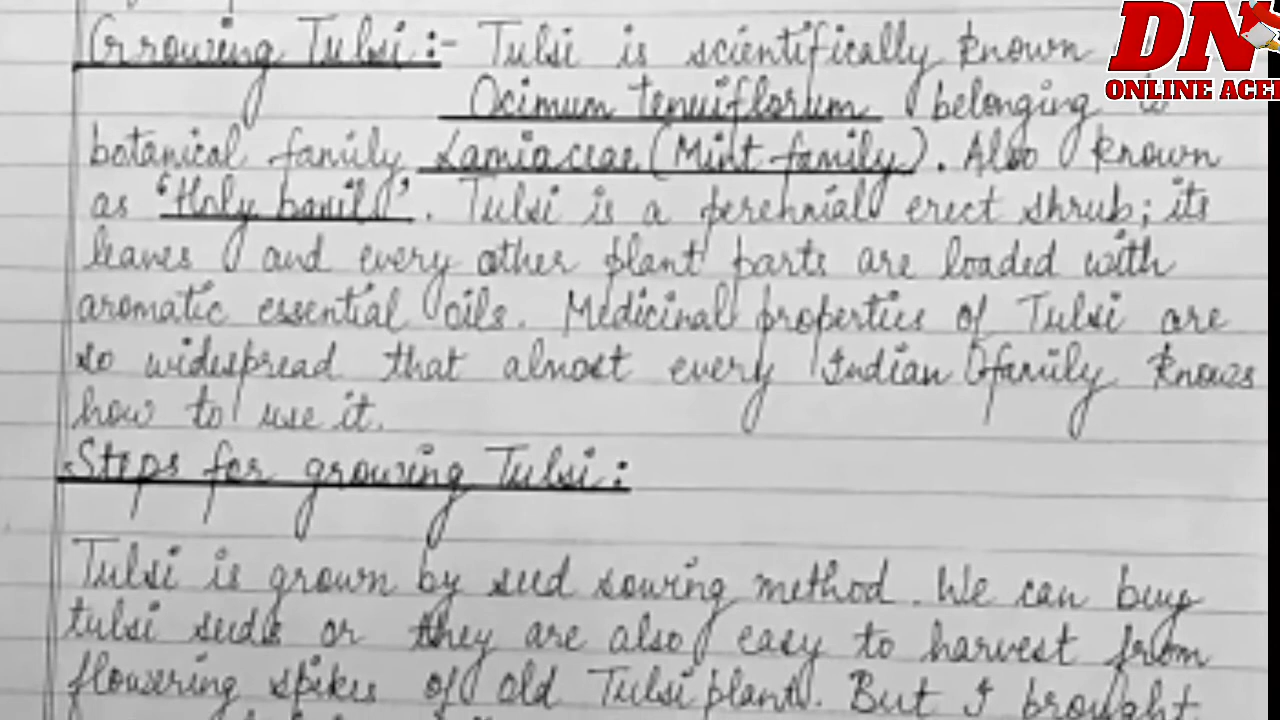 Growing Tulsi :- Tulsi is scientifically known
Ocimum tenuiflorum, belonging to
botanical family Lamiaceae (Mint family). Also known
as 'Holy basil'. Tulsi is a perennial erect shrub; its
leaves and every other plant parts are loaded with
aromatic essential oils. Medicinal properties of Tulsi are
so widespread that almost every Indian family knows
how to use it.
Steps for growing Tulsi:
Tulsi is grown by seed sowing method. We can buy
tulsi seeds or they are also easy to harvest from
flowering spikes of old Tulsi plant. But I brought
DN
ONLINE ACE